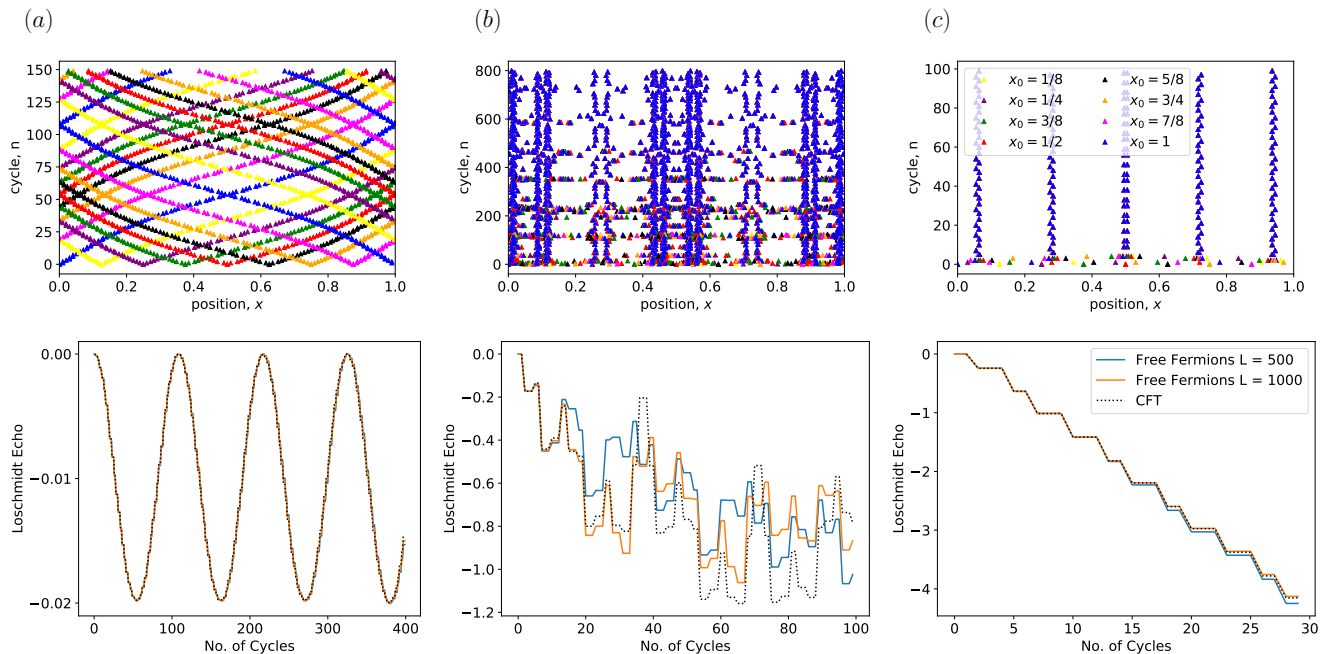 (a)
(b)
(c)
150
125
100
75
50
25
0
cycle, n
0.0
0.2
0.4
0.6
0.8
1.0
position, x
800
600
400
200
0
cycle, n
0.0
0.2
0.4
0.6
0.8
1.0
position, x
100
80
60
40
20
0
cycle, n
x₀ = 1/8
x₀ = 1/4
x₀ = 3/8
x₀ = 1/2
x₀ = 5/8
x₀ = 3/4
x₀ = 7/8
x₀ = 1
0.0
0.2
0.4
0.6
0.8
1.0
position, x
0.00
−0.01
−0.02
Loschmidt Echo
0
100
200
300
400
No. of Cycles
0.0
−0.2
−0.4
−0.6
−0.8
−1.0
−1.2
Loschmidt Echo
0
20
40
60
80
100
No. of Cycles
0
−1
−2
−3
−4
Loschmidt Echo
Free Fermions L = 500
Free Fermions L = 1000
CFT
0
5
10
15
20
25
30
No. of Cycles